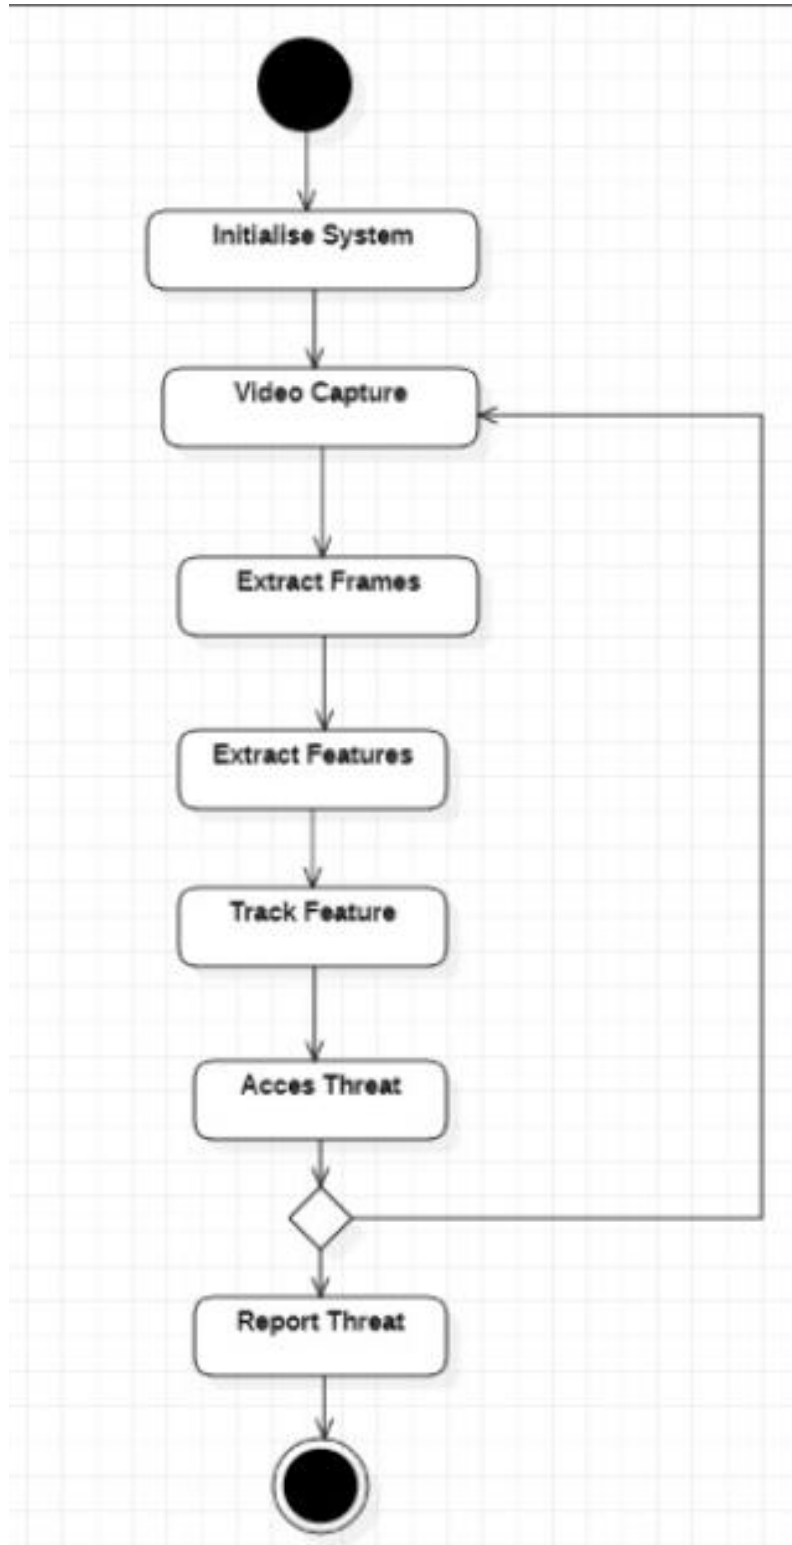 Initialise System
Video Capture
Extract Frames
Extract Features
Track Feature
Acces Threat
Report Threat